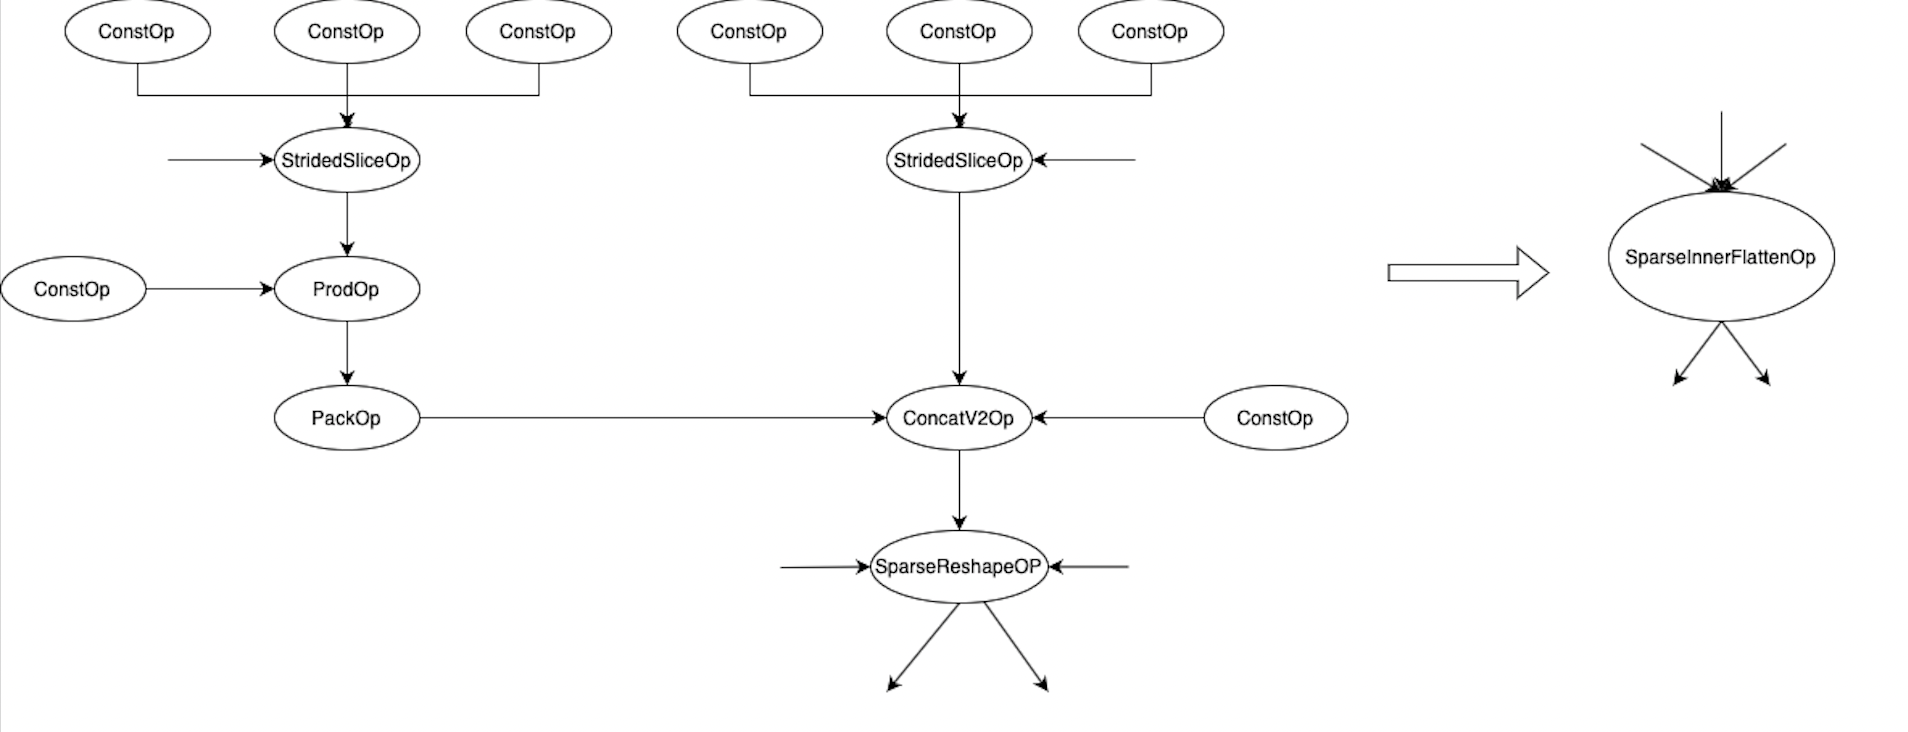 ConstOp
ConstOp
ConstOp
ConstOp
ConstOp
ConstOp
StridedSliceOp
StridedSliceOp
SparseInnerFlattenOp
ConstOp
ProdOp
PackOp
ConcatV2Op
ConstOp
SparseReshapeOP